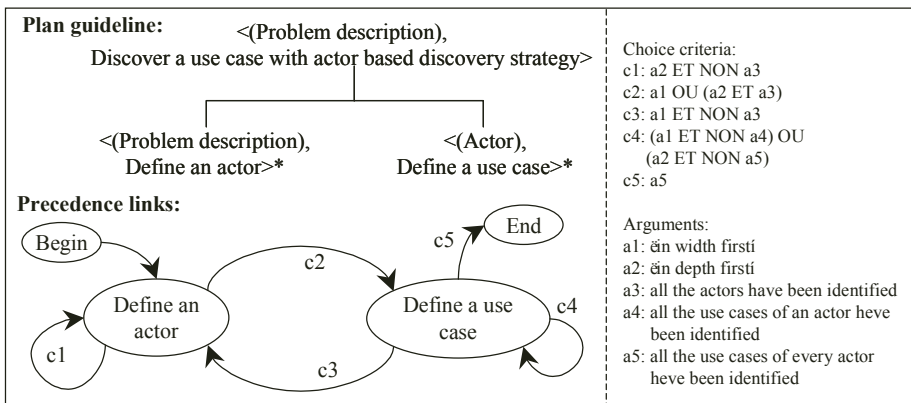 Plan guideline:
<(Problem description),
Discover a use case with actor based discovery strategy>
<(Problem description),
Define an actor>*
<(Actor),
Define a use case>*
Precedence links:
Begin
End
c5
c2
Define an
actor
Define a use
case
c4
c1
c3
Choice criteria:
c1: a2 ET NON a3
c2: a1 OU (a2 ET a3)
c3: a1 ET NON a3
c4: (a1 ET NON a4) OU
(a2 ET NON a5)
c5: a5
Arguments:
a1: ëin width firstí
a2: ëin depth firstí
a3: all the actors have been identified
a4: all the use cases of an actor heve
been identified
a5: all the use cases of every actor
heve been identified